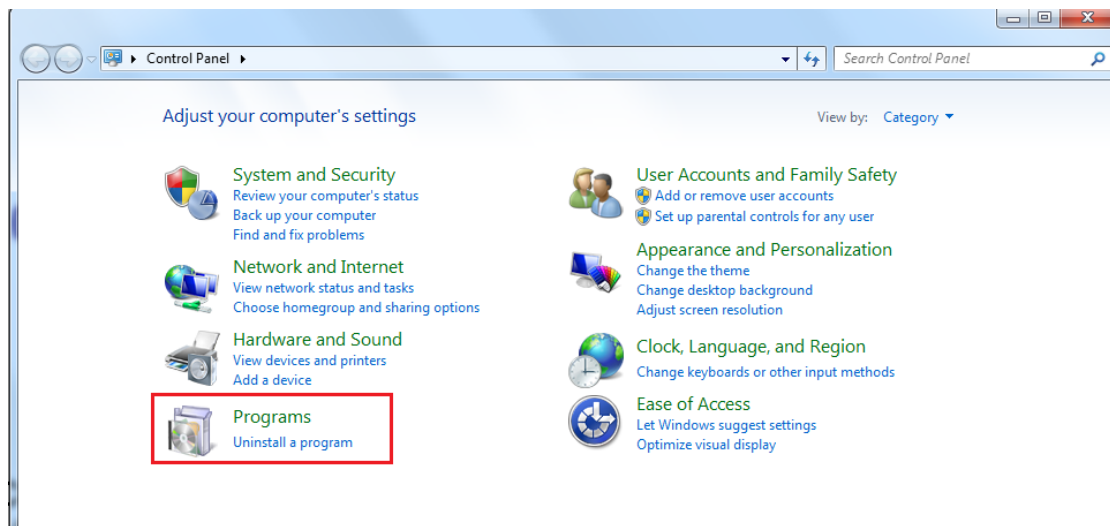 Control Panel
Search Control Panel
Adjust your computer's settings
View by: Category
System and Security
Review your computer's status
Back up your computer
Find and fix problems
Network and Internet
View network status and tasks
Choose homegroup and sharing options
Hardware and Sound
View devices and printers
Add a device
Programs
Uninstall a program
User Accounts and Family Safety
Add or remove user accounts
Set up parental controls for any user
Appearance and Personalization
Change the theme
Change desktop background
Adjust screen resolution
Clock, Language, and Region
Change keyboards or other input methods
Ease of Access
Let Windows suggest settings
Optimize visual display